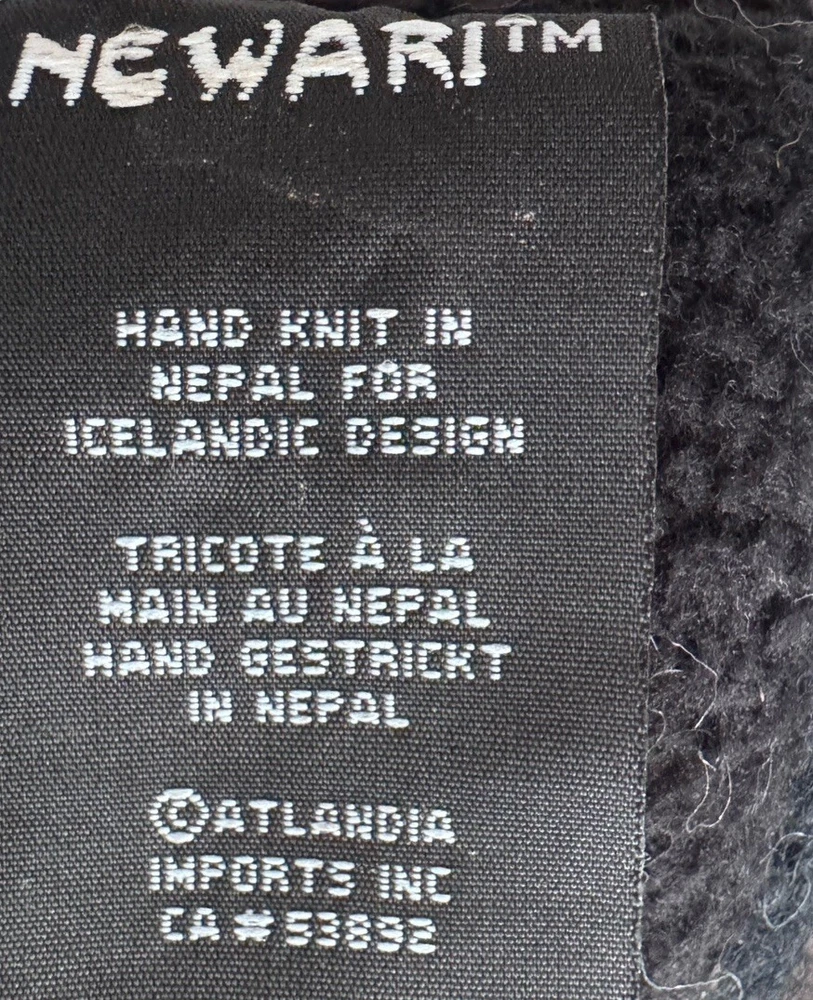 NEWARI™
HAND KNIT IN
NEPAL FOR
ICELANDIC DESIGN
TRICOTE À LA
MAIN AU NEPAL
HAND GESTRICKT
IN NEPAL
©ATLANDIA
IMPORTS INC
CA #53892